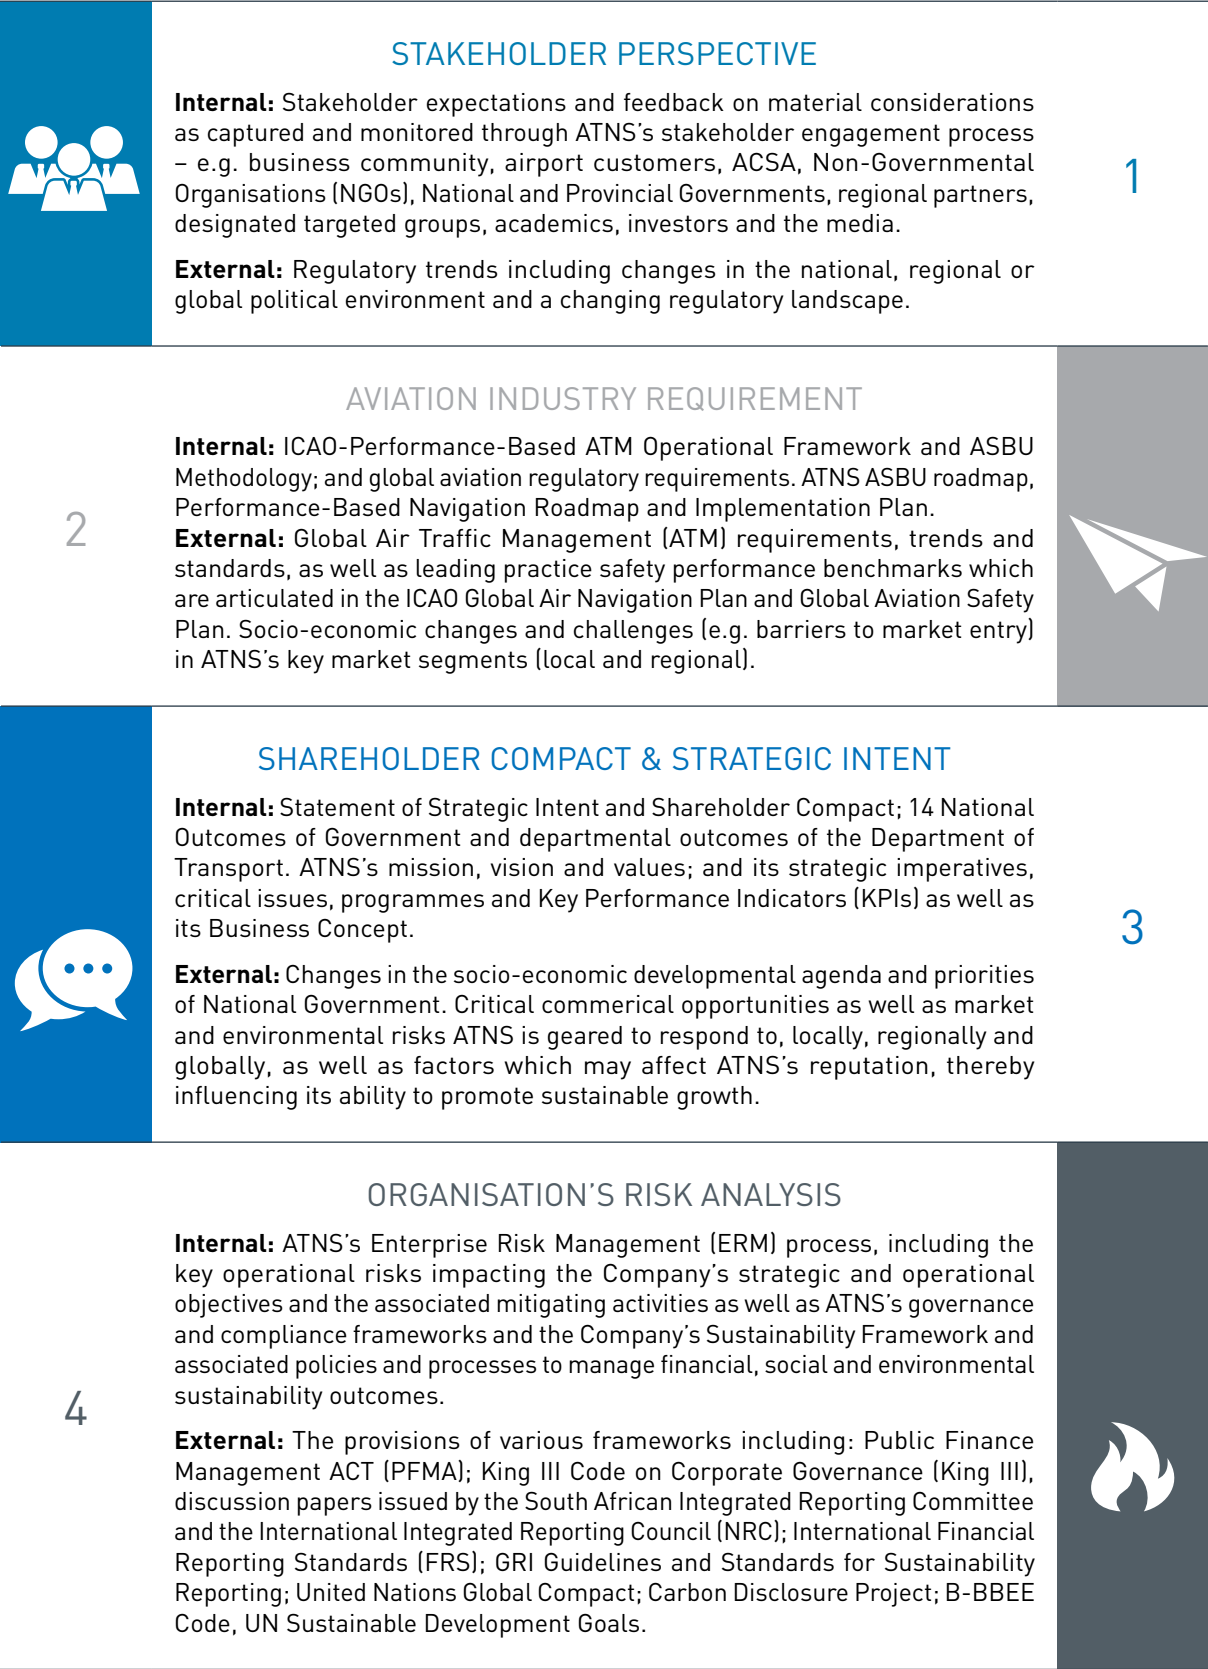 STAKEHOLDER PERSPECTIVE
Internal: Stakeholder expectations and feedback on material considerations
as captured and monitored through ATNS's stakeholder engagement process
– e.g. business community, airport customers, ACSA, Non-Governmental
Organisations (NGOs), National and Provincial Governments, regional partners,
designated targeted groups, academics, investors and the media.
External: Regulatory trends including changes in the national, regional or
global political environment and a changing regulatory landscape.
1
AVIATION INDUSTRY REQUIREMENT
Internal: ICAO-Performance-Based ATM Operational Framework and ASBU
Methodology; and global aviation regulatory requirements. ATNS ASBU roadmap,
Performance-Based Navigation Roadmap and Implementation Plan.
External: Global Air Traffic Management (ATM) requirements, trends and
standards, as well as leading practice safety performance benchmarks which
are articulated in the ICAO Global Air Navigation Plan and Global Aviation Safety
Plan. Socio-economic changes and challenges (e.g. barriers to market entry)
in ATNS's key market segments (local and regional).
2
SHAREHOLDER COMPACT & STRATEGIC INTENT
Internal: Statement of Strategic Intent and Shareholder Compact; 14 National
Outcomes of Government and departmental outcomes of the Department of
Transport. ATNS's mission, vision and values; and its strategic imperatives,
critical issues, programmes and Key Performance Indicators (KPIs) as well as
its Business Concept.
External: Changes in the socio-economic developmental agenda and priorities
of National Government. Critical commerical opportunities as well as market
and environmental risks ATNS is geared to respond to, locally, regionally and
globally, as well as factors which may affect ATNS's reputation, thereby
influencing its ability to promote sustainable growth.
3
ORGANISATION'S RISK ANALYSIS
Internal: ATNS's Enterprise Risk Management (ERM) process, including the
key operational risks impacting the Company's strategic and operational
objectives and the associated mitigating activities as well as ATNS's governance
and compliance frameworks and the Company's Sustainability Framework and
associated policies and processes to manage financial, social and environmental
sustainability outcomes.
External: The provisions of various frameworks including: Public Finance
Management ACT (PFMA); King III Code on Corporate Governance (King III),
discussion papers issued by the South African Integrated Reporting Committee
and the International Integrated Reporting Council (NRC); International Financial
Reporting Standards (FRS); GRI Guidelines and Standards for Sustainability
Reporting; United Nations Global Compact; Carbon Disclosure Project; B-BBEE
Code, UN Sustainable Development Goals.
4